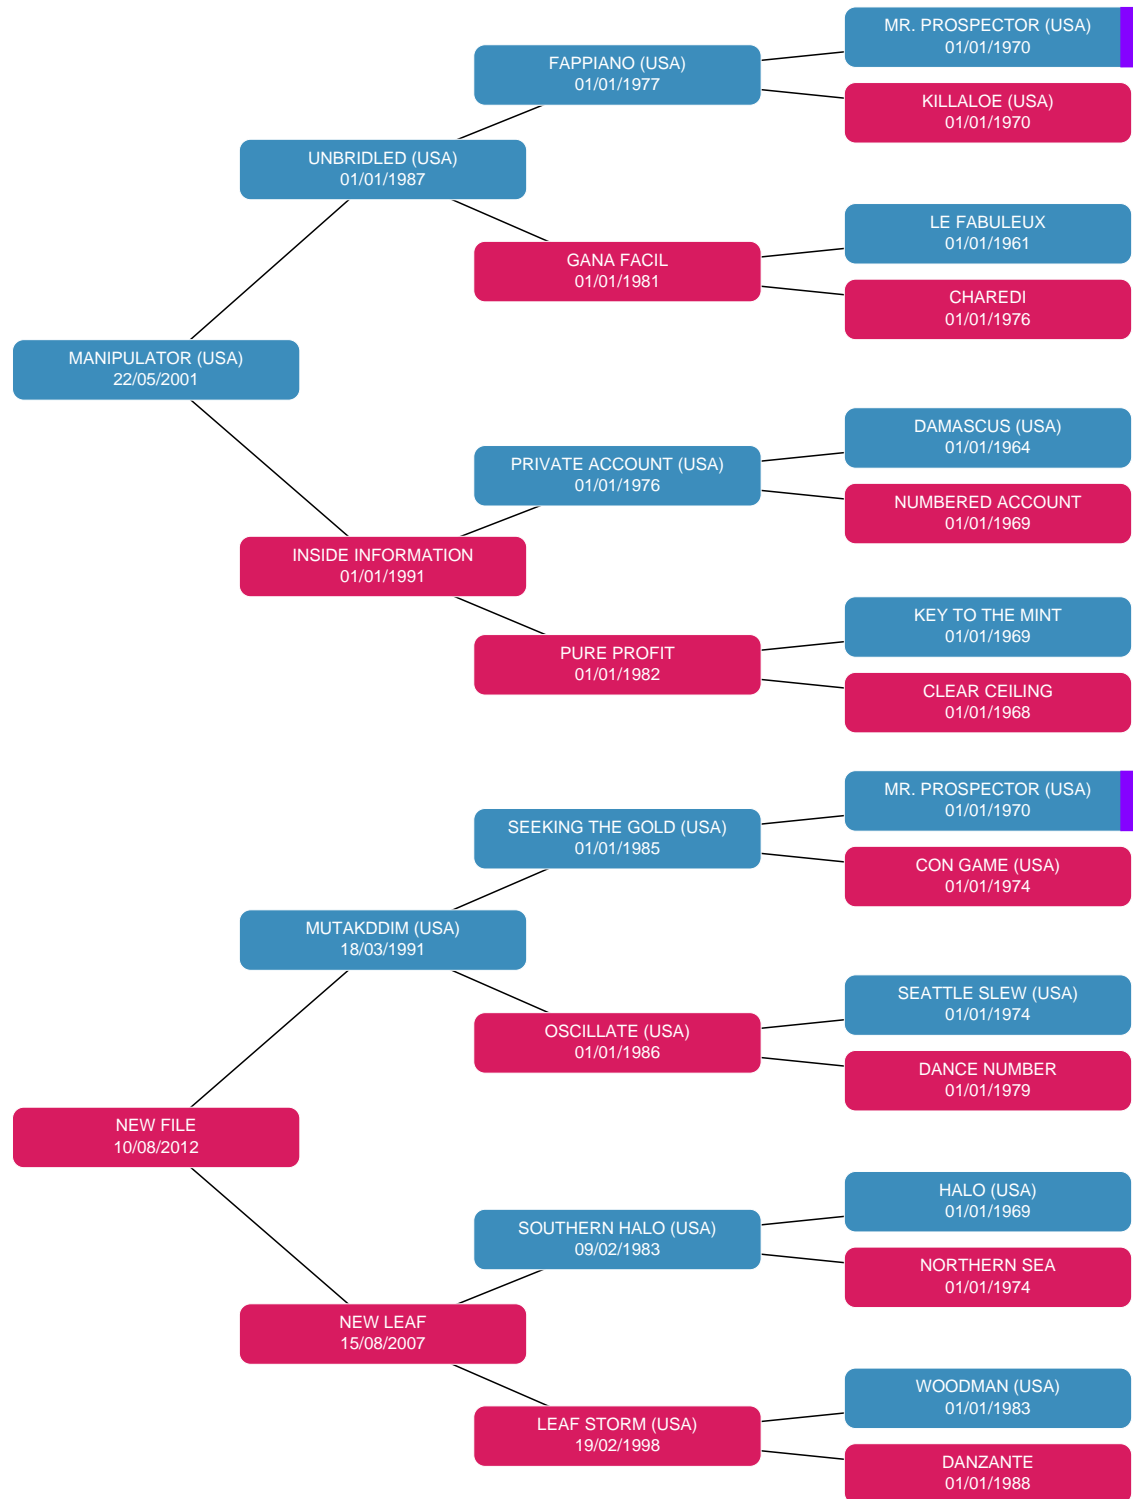 MR. PROSPECTOR (USA)
01/01/1970
FAPPIANO (USA)
01/01/1977
KILLALOE (USA)
01/01/1970
UNBRIDLED (USA)
01/01/1987
LE FABULEUX
01/01/1961
GANA FACIL
01/01/1981
CHAREDI
01/01/1976
MANIPULATOR (USA)
22/05/2001
DAMASCUS (USA)
01/01/1964
PRIVATE ACCOUNT (USA)
01/01/1976
NUMBERED ACCOUNT
01/01/1969
INSIDE INFORMATION
01/01/1991
KEY TO THE MINT
01/01/1969
PURE PROFIT
01/01/1982
CLEAR CEILING
01/01/1968
MR. PROSPECTOR (USA)
01/01/1970
SEEKING THE GOLD (USA)
01/01/1985
CON GAME (USA)
01/01/1974
MUTAKDDIM (USA)
18/03/1991
SEATTLE SLEW (USA)
01/01/1974
OSCILLATE (USA)
01/01/1986
DANCE NUMBER
01/01/1979
NEW FILE
10/08/2012
HALO (USA)
01/01/1969
SOUTHERN HALO (USA)
09/02/1983
NORTHERN SEA
01/01/1974
NEW LEAF
15/08/2007
WOODMAN (USA)
01/01/1983
LEAF STORM (USA)
19/02/1998
DANZANTE
01/01/1988